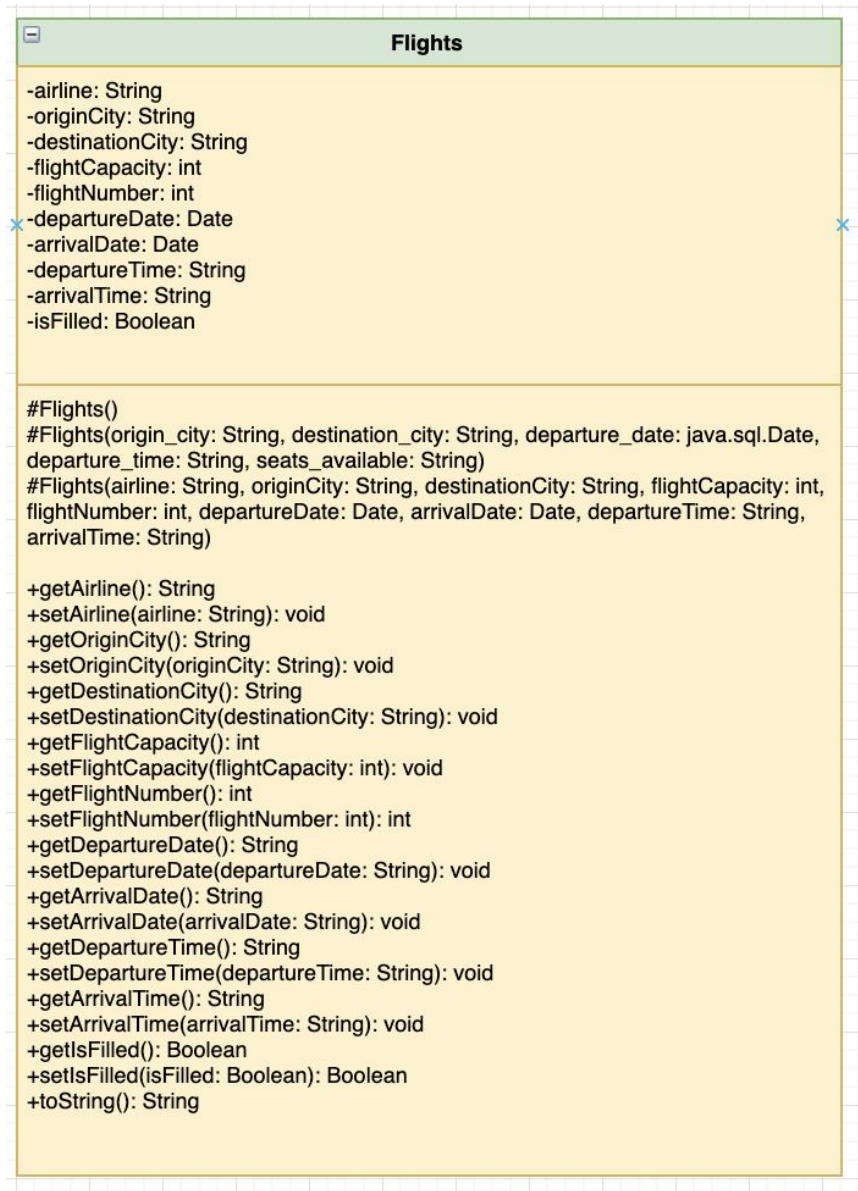 Flights
-airline: String
-originCity: String
-destinationCity: String
-flightCapacity: int
-flightNumber: int
-departureDate: Date
-arrivalDate: Date
-departureTime: String
-arrivalTime: String
-isFilled: Boolean
#Flights()
#Flights(origin_city: String, destination_city: String, departure_date: java.sql.Date,
departure_time: String, seats_available: String)
#Flights(airline: String, originCity: String, destinationCity: String, flightCapacity: int,
flightNumber: int, departureDate: Date, arrivalDate: Date, departureTime: String,
arrivalTime: String)
+getAirline(): String
+setAirline(airline: String): void
+getOriginCity(): String
+setOriginCity(originCity: String): void
+getDestinationCity(): String
+setDestinationCity(destinationCity: String): void
+getFlightCapacity(): int
+setFlightCapacity(flightCapacity: int): void
+getFlightNumber(): int
+setFlightNumber(flightNumber: int): int
+getDepartureDate(): String
+setDepartureDate(departureDate: String): void
+getArrivalDate(): String
+setArrivalDate(arrivalDate: String): void
+getDepartureTime(): String
+setDepartureTime(departureTime: String): void
+getArrivalTime(): String
+setArrivalTime(arrivalTime: String): void
+getIsFilled(): Boolean
+setIsFilled(isFilled: Boolean): Boolean
+toString(): String